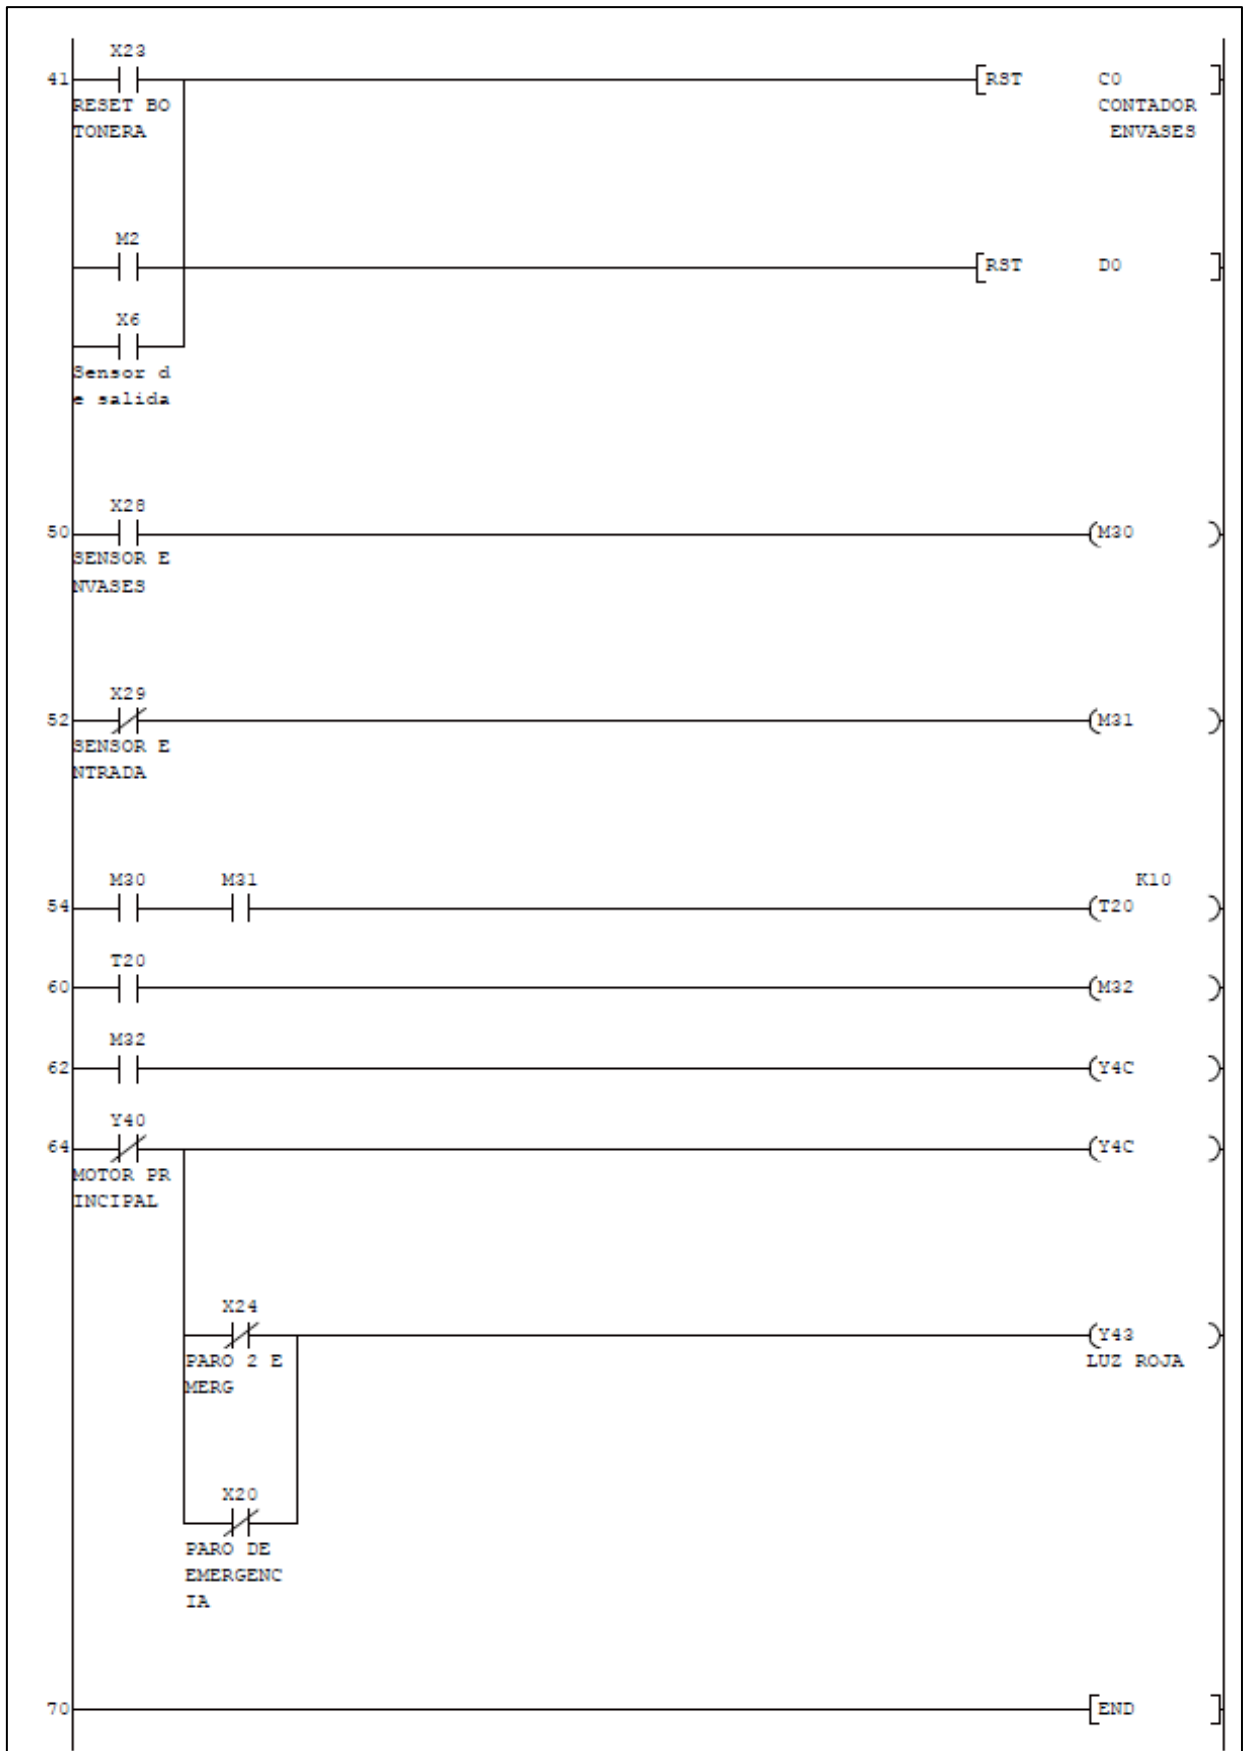 X23
41 RST C0
RESET BO CONTADOR
TONERA ENVASES
M2
RST D0
X6
Sensor d
e salida
X28
50 M30
SENSOR E
NVASES
X29
52 M31
SENSOR E
NTRADA
M30 M31 K10
54 T20
T20
60 M32
M32
62 Y4C
Y40
64 Y4C
MOTOR PR
INCIPAL
X24
Y43
PARO 2 E LUZ ROJA
MERG
X20
PARO DE
EMERGENC
IA
70 END